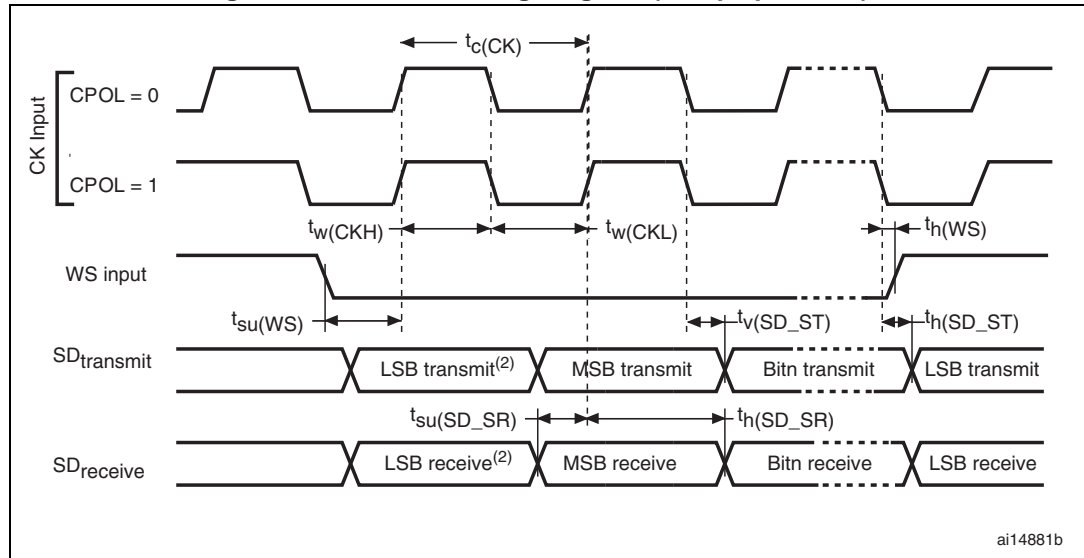 tc(CK)
CK Input
CPOL = 0
CPOL = 1
tw(CKH)
tw(CKL)
th(WS)
WS input
tsu(WS)
tv(SD_ST)
th(SD_ST)
SDtransmit
LSB transmit(2)
MSB transmit
Bitn transmit
LSB transmit
tsu(SD_SR)
th(SD_SR)
SDreceive
LSB receive(2)
MSB receive
Bitn receive
LSB receive
ai14881b